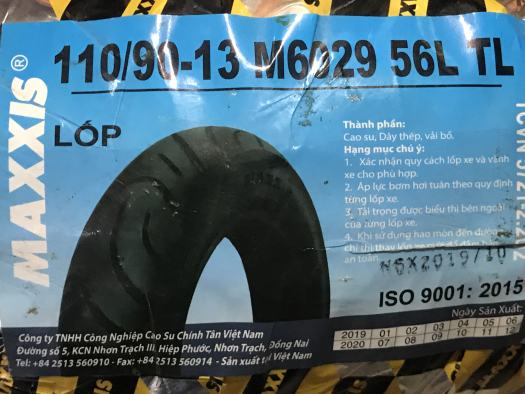 110/90-13 M6029 56L TL
MAXXIS®
LỐP
Thành phần:
Cao su, Dây thép, vải bố.
Hạng mục chú ý:
1. Xác nhận quy cách lốp xe và vành
xe cho phù hợp.
2. Áp lực bơm hơi tuân theo quy định
từng lốp xe.
3. Tải trọng được biểu thị bên ngoài
của từng lốp xe.
4. Khi sử dụng hao mòn đến
chỉ thị thay lốp
an toàn.
NSX2019/10
ISO 9001: 2015
Ngày Sản Xuất:
2019 01 02 03 04 05 06
2020 07 08 09 10 11 12
Công ty TNHH Công Nghiệp Cao Su Chính Tân Việt Nam
Đường số 5, KCN Nhơn Trạch III, Hiệp Phước, Nhơn Trạch, Đồng Nai
Tel: +84 2513 560910 - Fax: +84 2513 560914 - Sản xuất tại Việt Nam